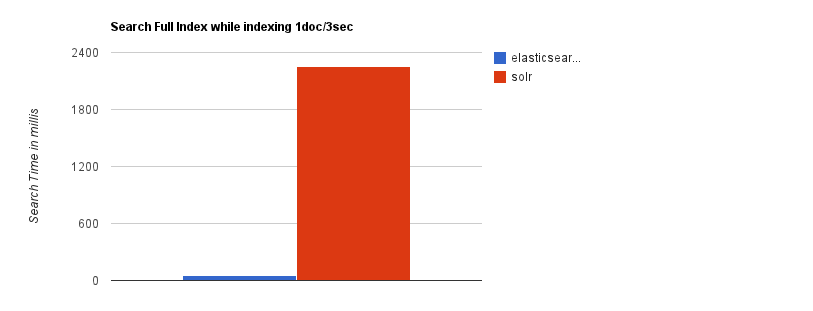 Search Full Index while indexing 1doc/3sec
2400
elasticsear...
solr
1800
Search Time in millis
1200
600
0